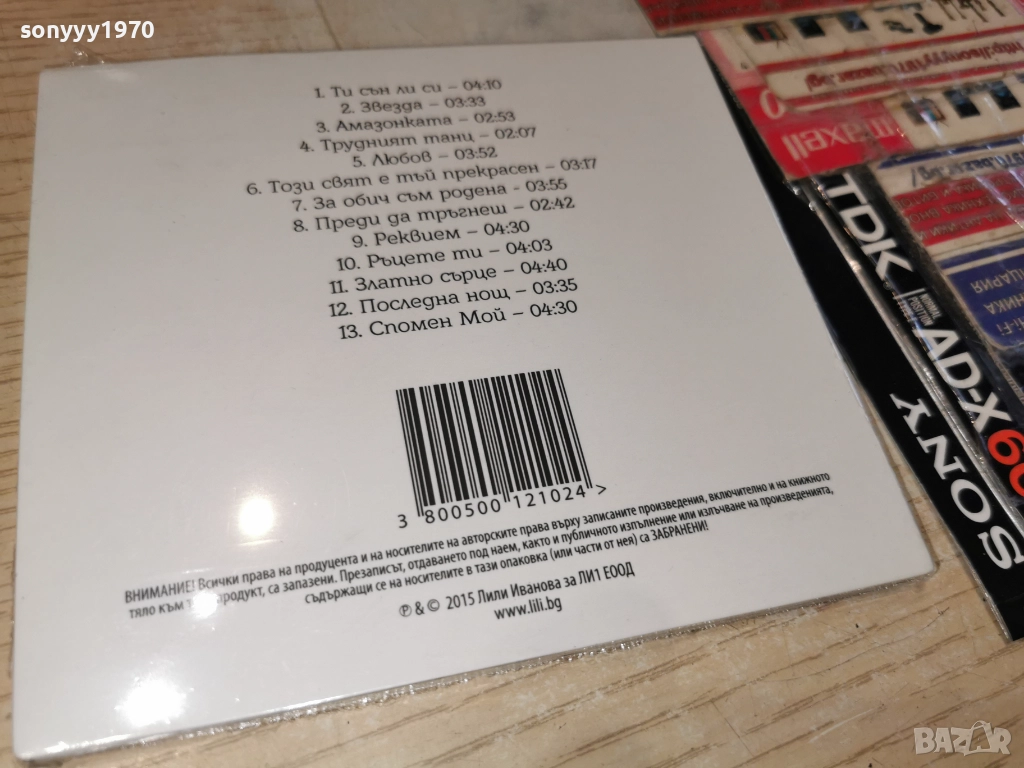 sonyyy1970
1. Ти сън ли си – 04:10
2. Звезда – 03:33
3. Амазонката – 02:53
4. Трудният танц – 02:07
5. Любов – 03:52
6. Този свят е тъй прекрасен – 03:17
7. За обич съм родена – 03:55
8. Преди да тръгнеш – 02:42
9. Реквием – 04:30
10. Ръцете ти – 04:03
11. Златно сърце – 04:40
12. Последна нощ – 03:35
13. Спомен Мой – 04:30
3 800500 121024 >
ВНИМАНИЕ! Всички права на продуцента и на носителите на авторските права върху записаните произведения, включително и на книжното
тяло към продукт, са запазени. Презаписът, отдаването под наем, както и публичното изпълнение или излъчване на произведенията,
съдържащи се на носителите в тази опаковка (или части от нея) са ЗАБРАНЕНИ!
℗ & © 2015 Лили Иванова за ЛИ1 ЕООД
www.lili.bg
maxell
TDK
AD-X
SONY
BAZAR